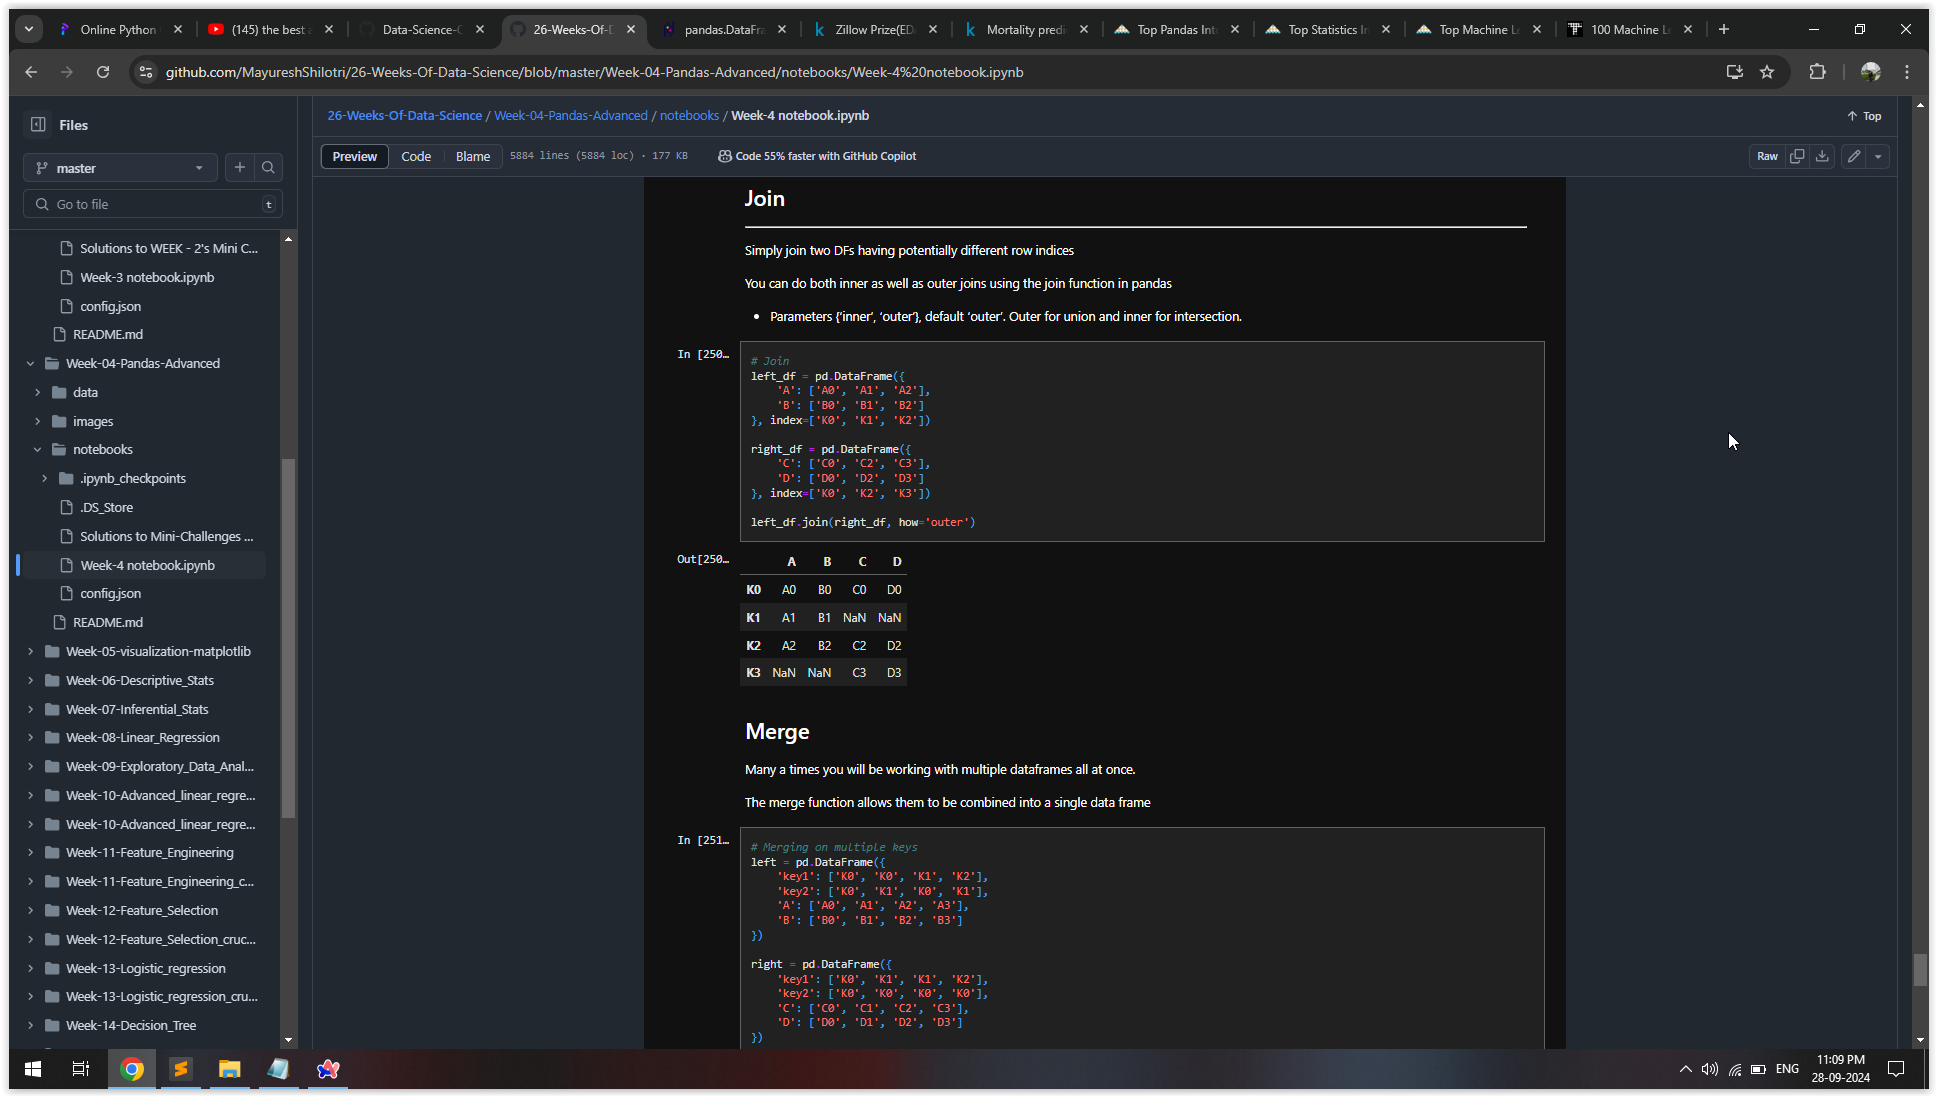 Online Python
(145) the best a
Data-Science-C
26-Weeks-Of-D
pandas.DataFra
Zillow Prize(ED
Mortality predi
Top Pandas Int
Top Statistics In
Top Machine Le
100 Machine Le
github.com/MayureshShilotri/26-Weeks-Of-Data-Science/blob/master/Week-04-Pandas-Advanced/notebooks/Week-4%20notebook.ipynb
Files
master
Go to file
t
Solutions to WEEK - 2's Mini C...
Week-3 notebook.ipynb
config.json
README.md
Week-04-Pandas-Advanced
data
images
notebooks
.ipynb_checkpoints
.DS_Store
Solutions to Mini-Challenges ...
Week-4 notebook.ipynb
config.json
README.md
Week-05-visualization-matplotlib
Week-06-Descriptive_Stats
Week-07-Inferential_Stats
Week-08-Linear_Regression
Week-09-Exploratory_Data_Anal...
Week-10-Advanced_linear_regre...
Week-10-Advanced_linear_regre...
Week-11-Feature_Engineering
Week-11-Feature_Engineering_c...
Week-12-Feature_Selection
Week-12-Feature_Selection_cruc...
Week-13-Logistic_regression
Week-13-Logistic_regression_cru...
Week-14-Decision_Tree
26-Weeks-Of-Data-Science / Week-04-Pandas-Advanced / notebooks / Week-4 notebook.ipynb
Top
Preview Code Blame 5884 lines (5884 loc) · 177 KB Code 55% faster with GitHub Copilot
Raw
Join
Simply join two DFs having potentially different row indices
You can do both inner as well as outer joins using the join function in pandas
• Parameters {‘inner’, ‘outer’}, default ‘outer’. Outer for union and inner for intersection.
In [250…
# Join
left_df = pd.DataFrame({
'A': ['A0', 'A1', 'A2'],
'B': ['B0', 'B1', 'B2']
}, index=['K0', 'K1', 'K2'])
right_df = pd.DataFrame({
'C': ['C0', 'C2', 'C3'],
'D': ['D0', 'D2', 'D3']
}, index=['K0', 'K2', 'K3'])
left_df.join(right_df, how='outer')
Out[250…
A B C D
K0 A0 B0 C0 D0
K1 A1 B1 NaN NaN
K2 A2 B2 C2 D2
K3 NaN NaN C3 D3
Merge
Many a times you will be working with multiple dataframes all at once.
The merge function allows them to be combined into a single data frame
In [251…
# Merging on multiple keys
left = pd.DataFrame({
'key1': ['K0', 'K0', 'K1', 'K2'],
'key2': ['K0', 'K1', 'K0', 'K1'],
'A': ['A0', 'A1', 'A2', 'A3'],
'B': ['B0', 'B1', 'B2', 'B3']
})
right = pd.DataFrame({
'key1': ['K0', 'K1', 'K1', 'K2'],
'key2': ['K0', 'K0', 'K0', 'K0'],
'C': ['C0', 'C1', 'C2', 'C3'],
'D': ['D0', 'D1', 'D2', 'D3']
})
ENG
11:09 PM
28-09-2024